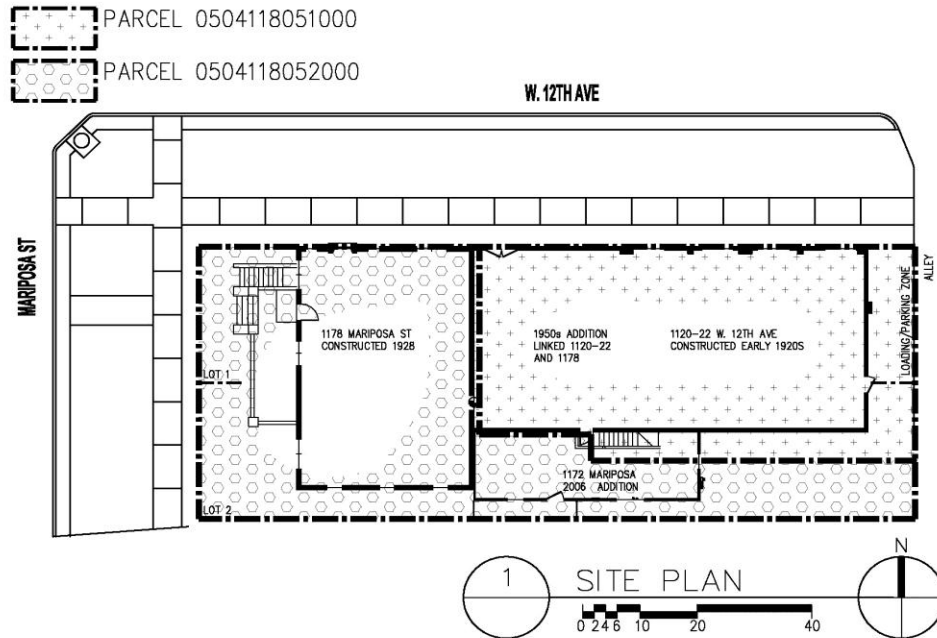 PARCEL 0504118051000
PARCEL 0504118052000
W. 12TH AVE
MARIPOSA ST
ALLEY
LOADING/PARKING ZONE
1178 MARIPOSA ST
CONSTRUCTED 1928
1950s ADDITION
LINKED 1120-22
AND 1178
1120-22 W. 12TH AVE
CONSTRUCTED EARLY 1920S
LOT 1
1172 MARIPOSA
2006 ADDITION
LOT 2
N
1
SITE PLAN
0 2 4 6 10 20 40